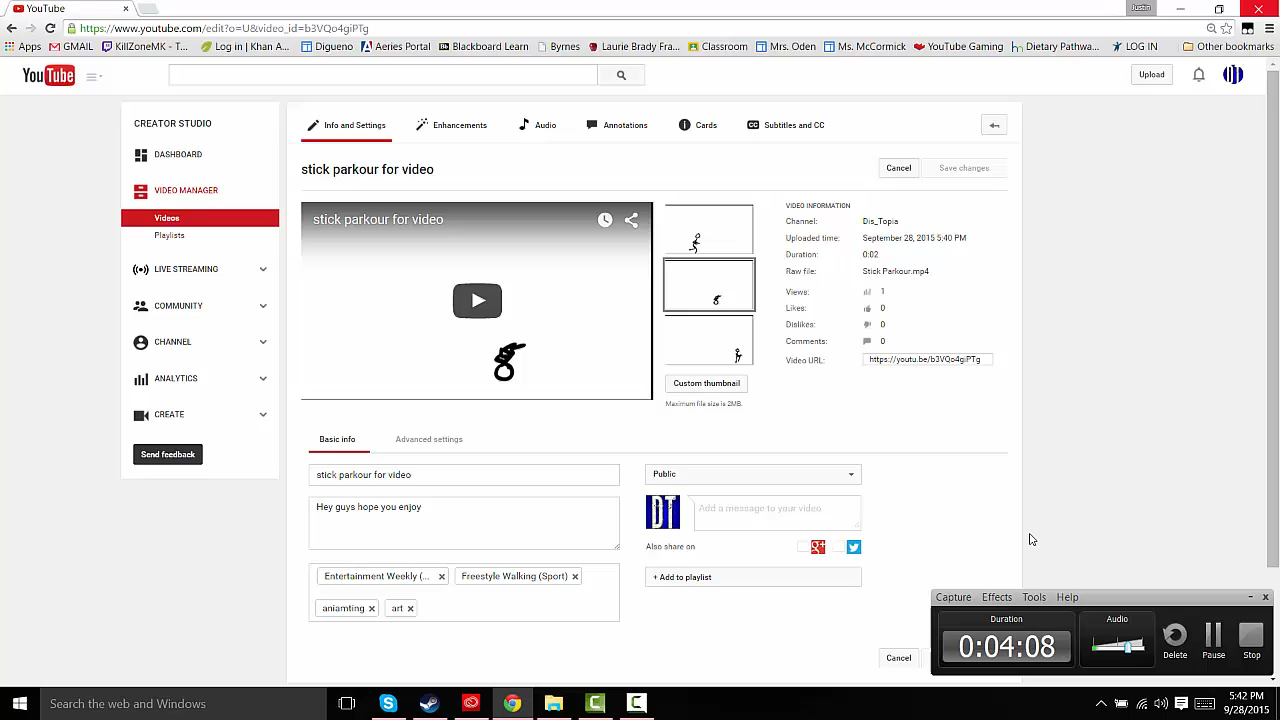 YouTube
Justin
https://www.youtube.com/edit?o=U&video_id=b3VQo4giPTg
Apps GMAIL KillZoneMK - T... Log in | Khan A... Digueno Aeries Portal Blackboard Learn Byrnes Laurie Brady Fra... Classroom Mrs. Oden Ms. McCormick YouTube Gaming Dietary Pathwa... LOG IN Other bookmarks
YouTube
Upload
CREATOR STUDIO
DASHBOARD
VIDEO MANAGER
Videos
Playlists
LIVE STREAMING
COMMUNITY
CHANNEL
ANALYTICS
CREATE
Send feedback
Info and Settings Enhancements Audio Annotations Cards CC Subtitles and CC
stick parkour for video
Cancel Save changes
stick parkour for video
Custom thumbnail
Maximum file size is 2MB.
VIDEO INFORMATION
Channel: Dis_Topia
Uploaded time: September 28, 2015 5:40 PM
Duration: 0:02
Raw file: Stick Parkour.mp4
Views: 1
Likes: 0
Dislikes: 0
Comments: 0
Video URL: https://youtu.be/b3VQo4giPTg
Basic info Advanced settings
stick parkour for video
Hey guys hope you enjoy
Entertainment Weekly (... × Freestyle Walking (Sport) ×
aniamting × art ×
Public
DT Add a message to your video
Also share on g+
+ Add to playlist
Cancel
Capture Effects Tools Help
Duration
0:04:08
Audio
Delete Pause Stop
Search the web and Windows
5:42 PM
9/28/2015